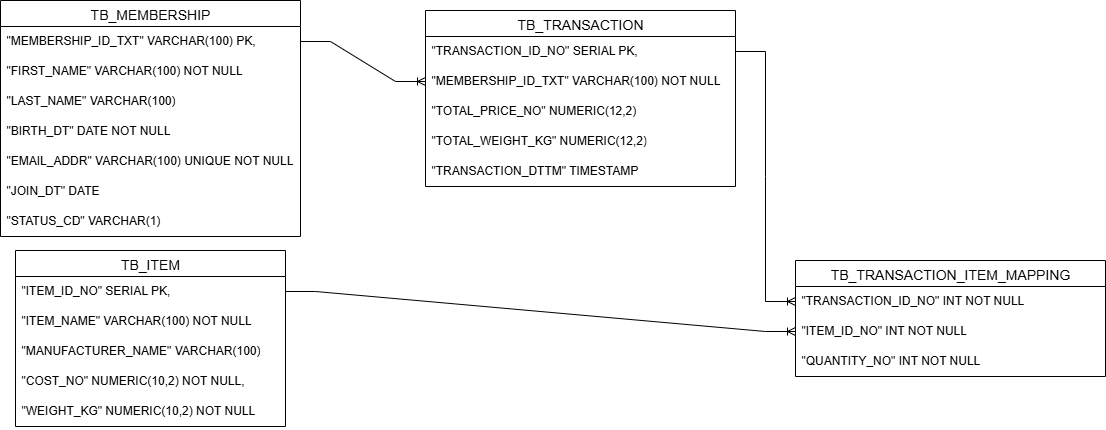 TB_MEMBERSHIP
"MEMBERSHIP_ID_TXT" VARCHAR(100) PK,
"FIRST_NAME" VARCHAR(100) NOT NULL
"LAST_NAME" VARCHAR(100)
"BIRTH_DT" DATE NOT NULL
"EMAIL_ADDR" VARCHAR(100) UNIQUE NOT NULL
"JOIN_DT" DATE
"STATUS_CD" VARCHAR(1)
TB_TRANSACTION
"TRANSACTION_ID_NO" SERIAL PK,
"MEMBERSHIP_ID_TXT" VARCHAR(100) NOT NULL
"TOTAL_PRICE_NO" NUMERIC(12,2)
"TOTAL_WEIGHT_KG" NUMERIC(12,2)
"TRANSACTION_DTTM" TIMESTAMP
TB_ITEM
"ITEM_ID_NO" SERIAL PK,
"ITEM_NAME" VARCHAR(100) NOT NULL
"MANUFACTURER_NAME" VARCHAR(100)
"COST_NO" NUMERIC(10,2) NOT NULL,
"WEIGHT_KG" NUMERIC(10,2) NOT NULL
TB_TRANSACTION_ITEM_MAPPING
"TRANSACTION_ID_NO" INT NOT NULL
"ITEM_ID_NO" INT NOT NULL
"QUANTITY_NO" INT NOT NULL